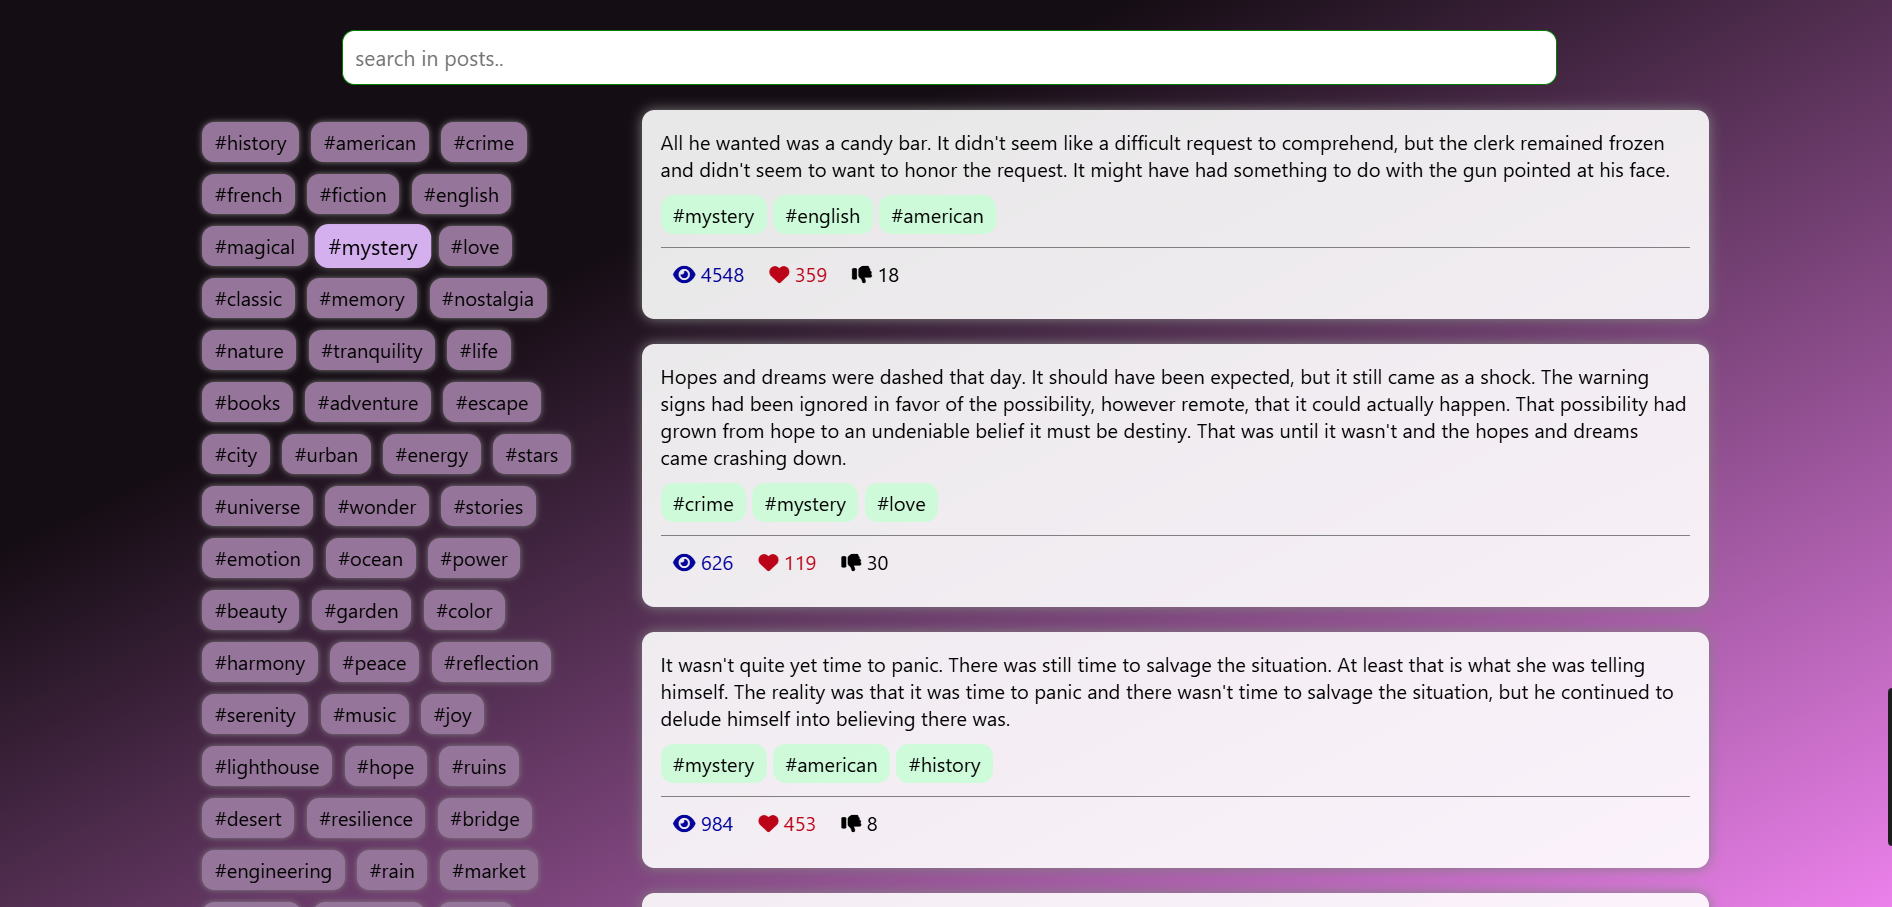 search in posts..
#history #american #crime
#french #fiction #english
#magical #mystery #love
#classic #memory #nostalgia
#nature #tranquility #life
#books #adventure #escape
#city #urban #energy #stars
#universe #wonder #stories
#emotion #ocean #power
#beauty #garden #color
#harmony #peace #reflection
#serenity #music #joy
#lighthouse #hope #ruins
#desert #resilience #bridge
#engineering #rain #market
All he wanted was a candy bar. It didn't seem like a difficult request to comprehend, but the clerk remained frozen
and didn't seem to want to honor the request. It might have had something to do with the gun pointed at his face.
#mystery #english #american
4548 359 18
Hopes and dreams were dashed that day. It should have been expected, but it still came as a shock. The warning
signs had been ignored in favor of the possibility, however remote, that it could actually happen. That possibility had
grown from hope to an undeniable belief it must be destiny. That was until it wasn't and the hopes and dreams
came crashing down.
#crime #mystery #love
626 119 30
It wasn't quite yet time to panic. There was still time to salvage the situation. At least that is what she was telling
himself. The reality was that it was time to panic and there wasn't time to salvage the situation, but he continued to
delude himself into believing there was.
#mystery #american #history
984 453 8